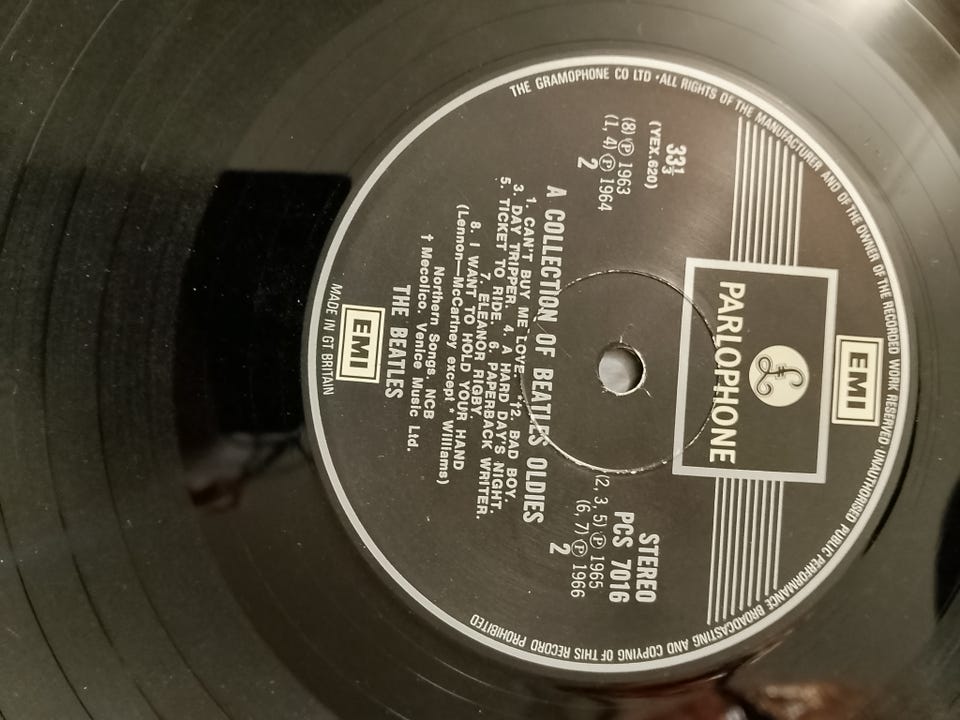 THE GRAMOPHONE CO LTD · ALL RIGHTS OF THE MANUFACTURER AND OF THE OWNER OF THE RECORDED WORK RESERVED UNAUTHORISED PUBLIC PERFORMANCE BROADCASTING AND COPYING OF THIS RECORD PROHIBITED
EMI
PARLOPHONE
33⅓
(YEX.620)
(8) ℗ 1963
(1, 4) ℗ 1964
2
STEREO
PCS 7016
(2, 3, 5) ℗ 1965
(6, 7) ℗ 1966
2
A COLLECTION OF BEATLES OLDIES
1. CAN'T BUY ME LOVE. *†2. BAD BOY.
3. DAY TRIPPER. 4. A HARD DAY'S NIGHT.
5. TICKET TO RIDE. 6. PAPERBACK WRITER.
7. ELEANOR RIGBY
8. I WANT TO HOLD YOUR HAND
(Lennon—McCartney except * Williams)
Northern Songs, NCB
† Mecolico. Venice Music Ltd.
THE BEATLES
EMI
MADE IN GT BRITAIN